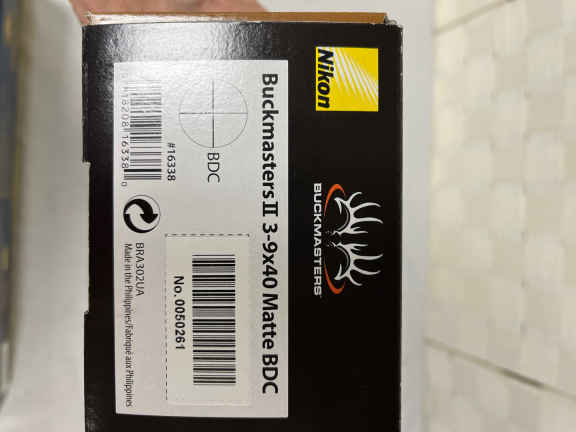 Nikon
BUCKMASTERS
Buckmasters II 3-9x40 Matte BDC
BDC
#16338
No. 0050261
BRA302UA
Made in the Philippines/Fabriqué aux Philippines